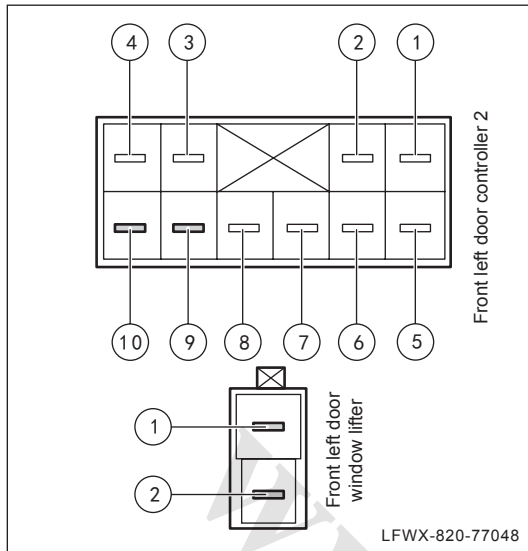 4 3 2 1
Front left door controller 2
10 9 8 7 6 5
1
Front left door
window lifter
2
LFWX-820-77048